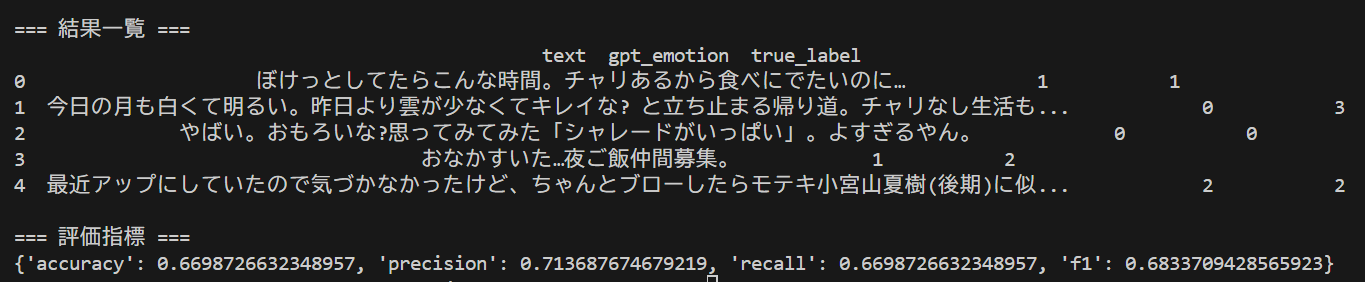 === 結果一覧 ===
text gpt_emotion true_label
0 ぼけっとしてたらこんな時間。チャリあるから食べにでたいのに… 1 1
1 今日の月も白くて明るい。昨日より雲が少なくてキレイな? と立ち止まる帰り道。チャリなし生活も... 0 3
2 やばい。おもろいな?思ってみてみた「シャレードがいっぱい」。よすぎるやん。 0 0
3 おなかすいた…夜ご飯仲間募集。 1 2
4 最近アップにしていたので気づかなかったけど、ちゃんとブローしたらモテキ小宮山夏樹(後期)に似... 2 2
=== 評価指標 ===
{'accuracy': 0.6698726632348957, 'precision': 0.713687674679219, 'recall': 0.6698726632348957, 'f1': 0.6833709428565923}